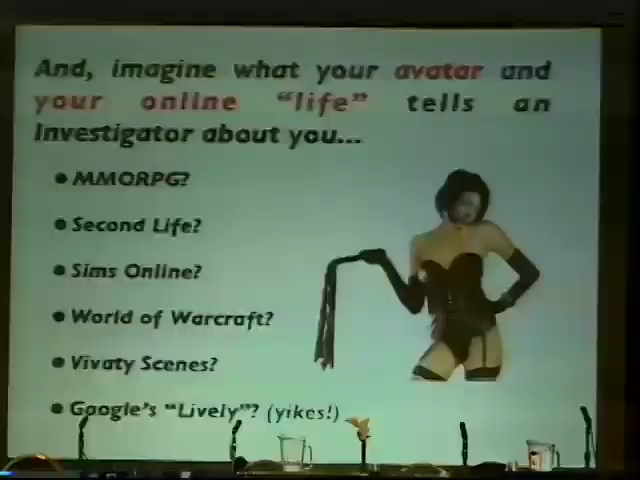 And, imagine what your avatar and
your online "life" tells an
Investigator about you...
• MMORPG?
• Second Life?
• Sims Online?
• World of Warcraft?
• Vivaty Scenes?
• Google's "Lively"? (yikes!)